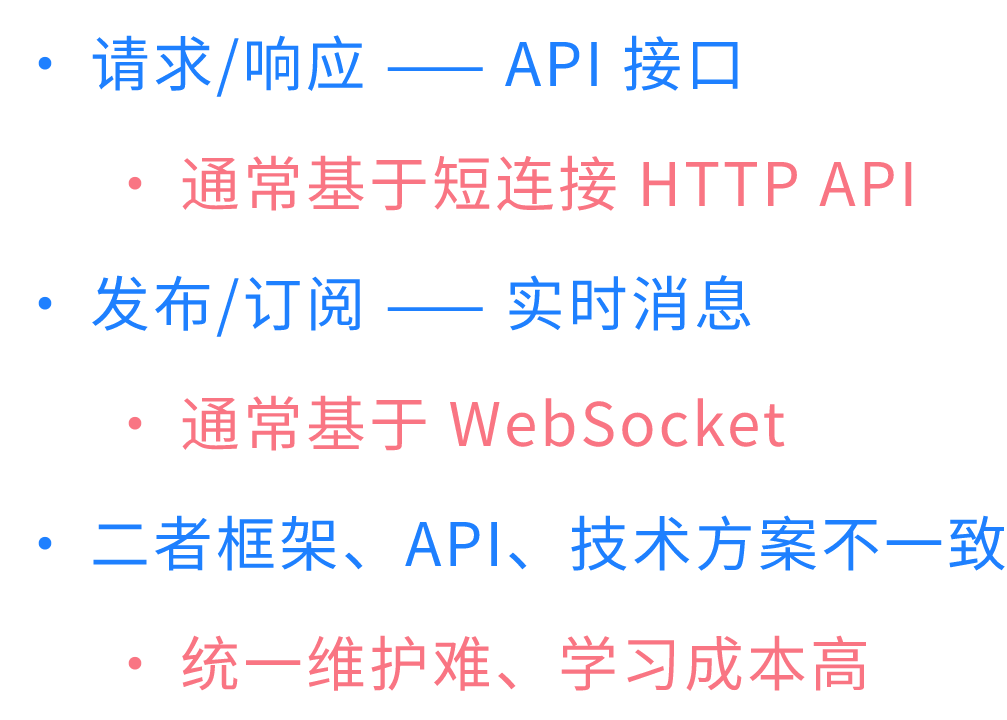 • 请求/响应 —— API 接口
• 通常基于短连接 HTTP API
• 发布/订阅 —— 实时消息
• 通常基于 WebSocket
• 二者框架、API、技术方案不一致
• 统一维护难、学习成本高